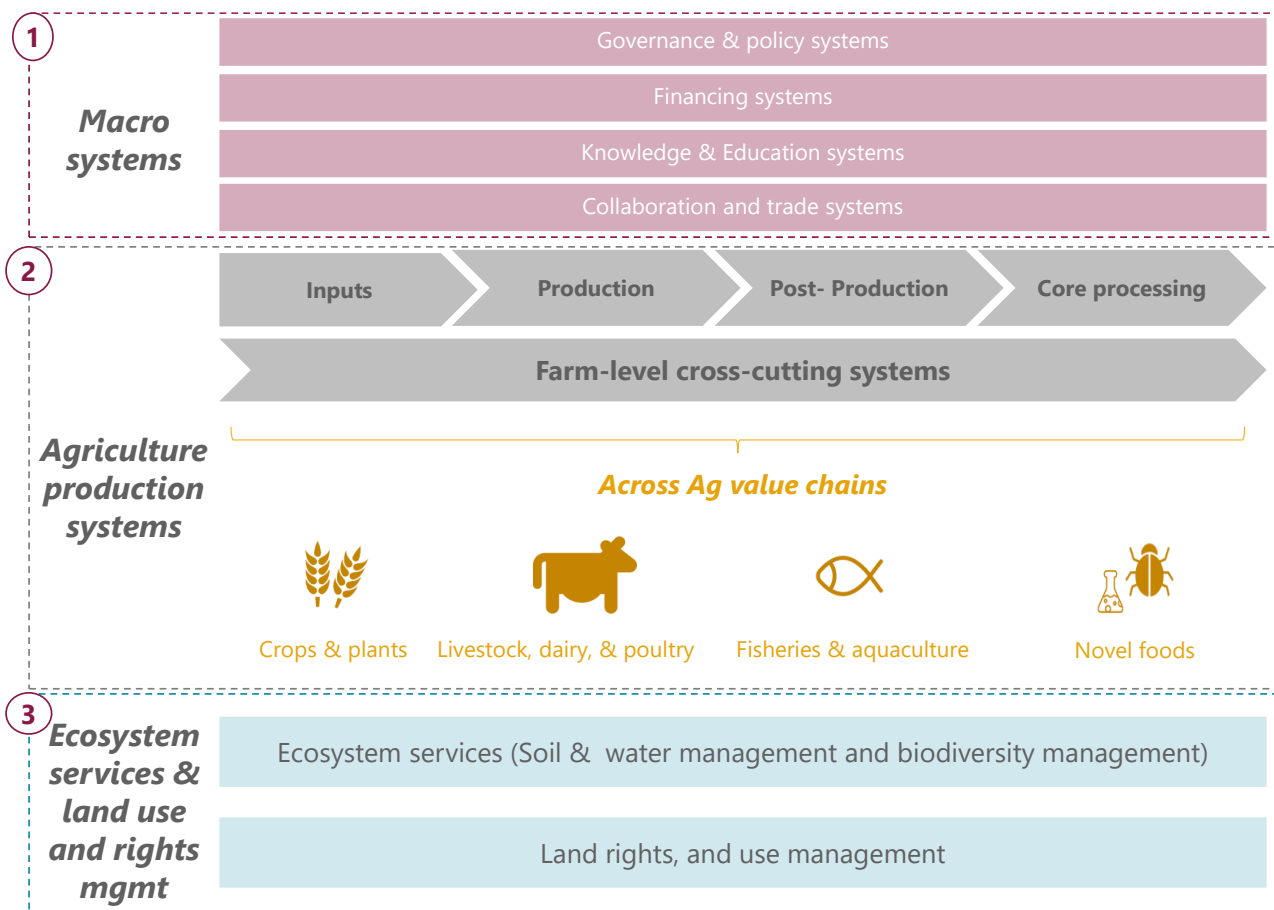 1
Macro
systems
Governance & policy systems
Financing systems
Knowledge & Education systems
Collaboration and trade systems
2
Agriculture
production
systems
Inputs
Production
Post- Production
Core processing
Farm-level cross-cutting systems
Across Ag value chains
Crops & plants
Livestock, dairy, & poultry
Fisheries & aquaculture
Novel foods
3
Ecosystem
services &
land use
and rights
mgmt
Ecosystem services (Soil &  water management and biodiversity management)
Land rights, and use management